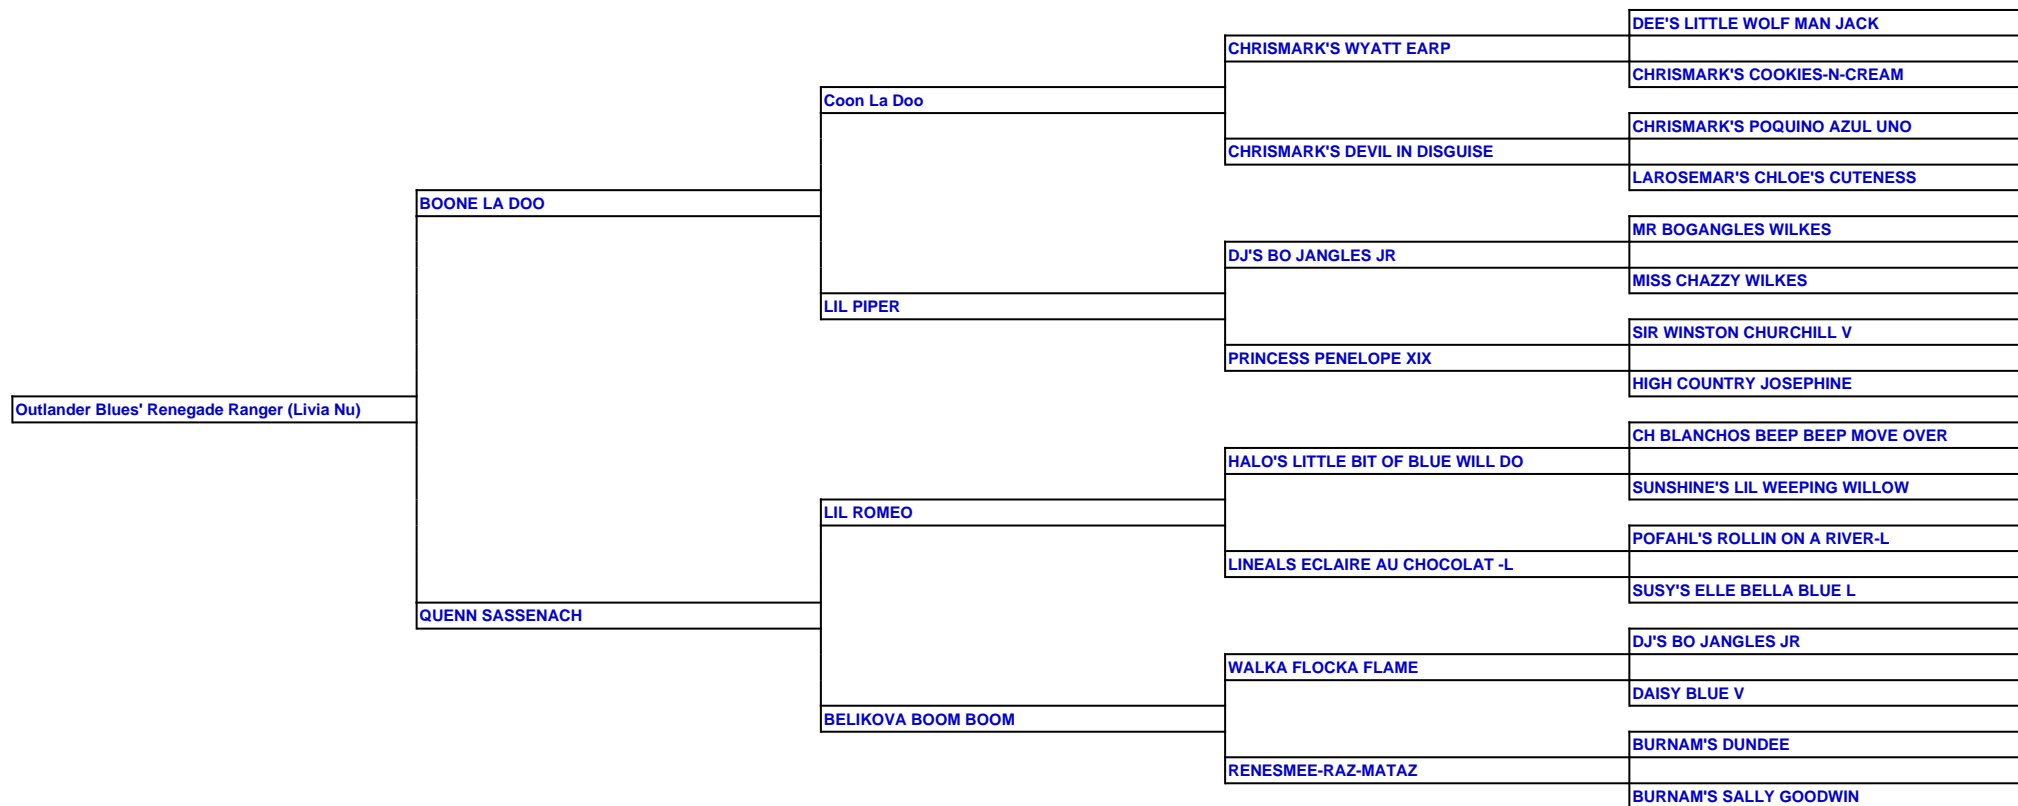 DEE'S LITTLE WOLF MAN JACK
CHRISMARK'S WYATT EARP
CHRISMARK'S COOKIES-N-CREAM
Coon La Doo
CHRISMARK'S POQUINO AZUL UNO
CHRISMARK'S DEVIL IN DISGUISE
LAROSEMAR'S CHLOE'S CUTENESS
BOONE LA DOO
MR BOGANGLES WILKES
DJ'S BO JANGLES JR
MISS CHAZZY WILKES
LIL PIPER
SIR WINSTON CHURCHILL V
PRINCESS PENELOPE XIX
HIGH COUNTRY JOSEPHINE
Outlander Blues' Renegade Ranger (Livia Nu)
CH BLANCHOS BEEP BEEP MOVE OVER
HALO'S LITTLE BIT OF BLUE WILL DO
SUNSHINE'S LIL WEEPING WILLOW
LIL ROMEO
POFAHL'S ROLLIN ON A RIVER-L
LINEALS ECLAIRE AU CHOCOLAT -L
SUSY'S ELLE BELLA BLUE L
QUENN SASSENACH
DJ'S BO JANGLES JR
WALKA FLOCKA FLAME
DAISY BLUE V
BELIKOVA BOOM BOOM
BURNAM'S DUNDEE
RENESMEE-RAZ-MATAZ
BURNAM'S SALLY GOODWIN